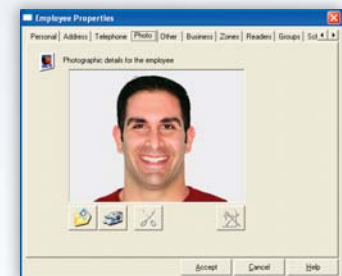 Employee Properties
Personal Address Telephone Photo Other Business Zones Readers Groups Sch
Photographic details for the employee
Accept Cancel Help